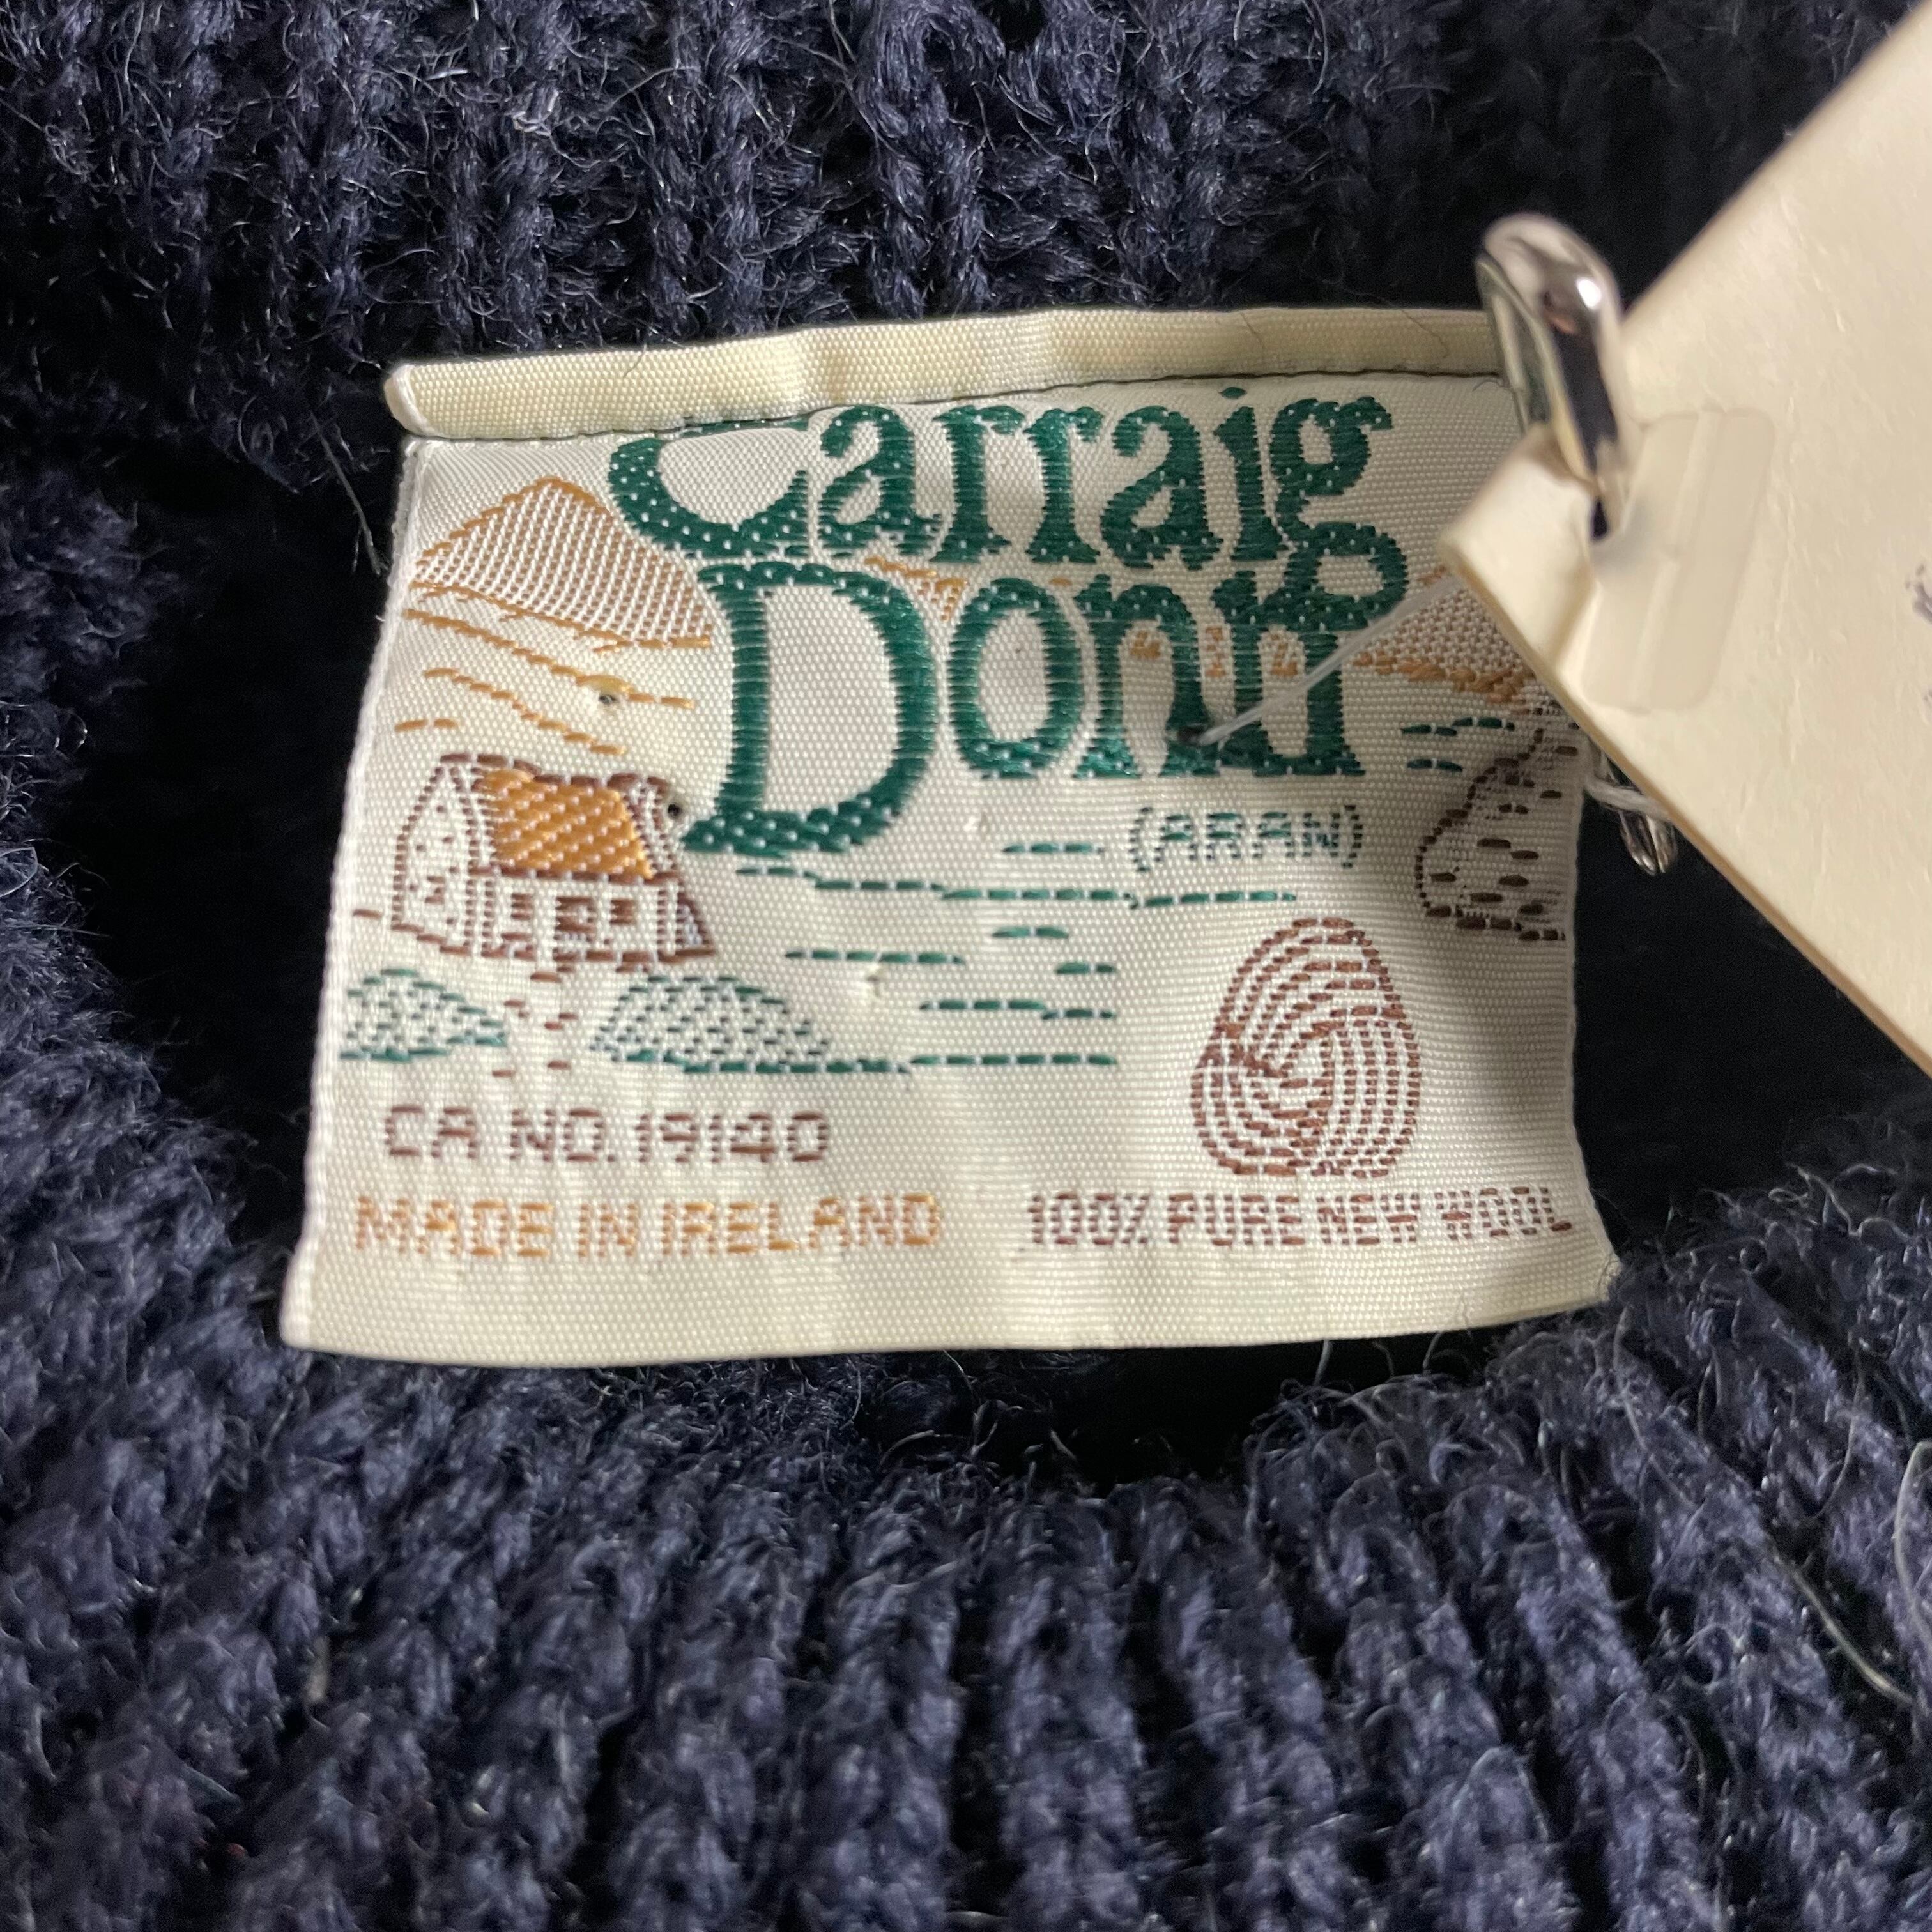 Carraig
Donn
(ARAN)
CA NO. 19140
MADE IN IRELAND
100% PURE NEW WOOL